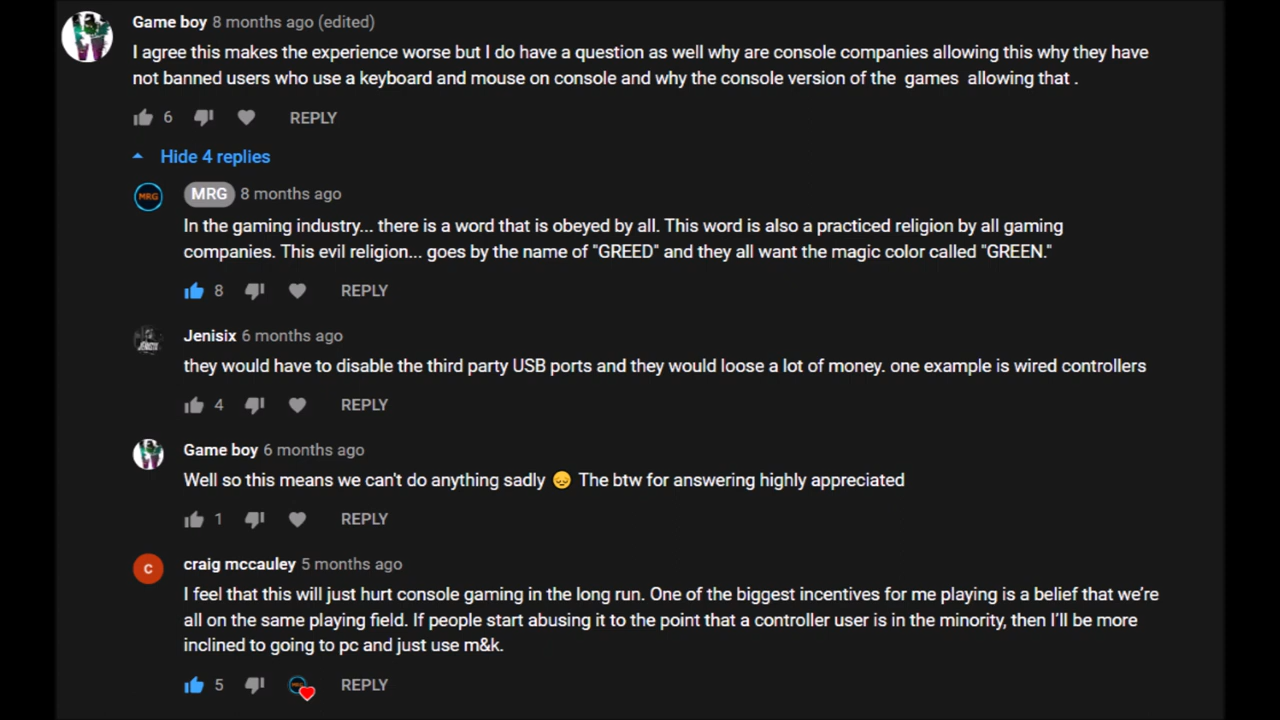 Game boy 8 months ago (edited)
I agree this makes the experience worse but I do have a question as well why are console companies allowing this why they have
not banned users who use a keyboard and mouse on console and why the console version of the games allowing that .
6 REPLY
Hide 4 replies
MRG MRG 8 months ago
In the gaming industry... there is a word that is obeyed by all. This word is also a practiced religion by all gaming
companies. This evil religion... goes by the name of "GREED" and they all want the magic color called "GREEN."
8 REPLY
Jenisix 6 months ago
they would have to disable the third party USB ports and they would loose a lot of money. one example is wired controllers
4 REPLY
Game boy 6 months ago
Well so this means we can't do anything sadly 😞 The btw for answering highly appreciated
1 REPLY
c craig mccauley 5 months ago
I feel that this will just hurt console gaming in the long run. One of the biggest incentives for me playing is a belief that we're
all on the same playing field. If people start abusing it to the point that a controller user is in the minority, then I'll be more
inclined to going to pc and just use m&k.
5 REPLY